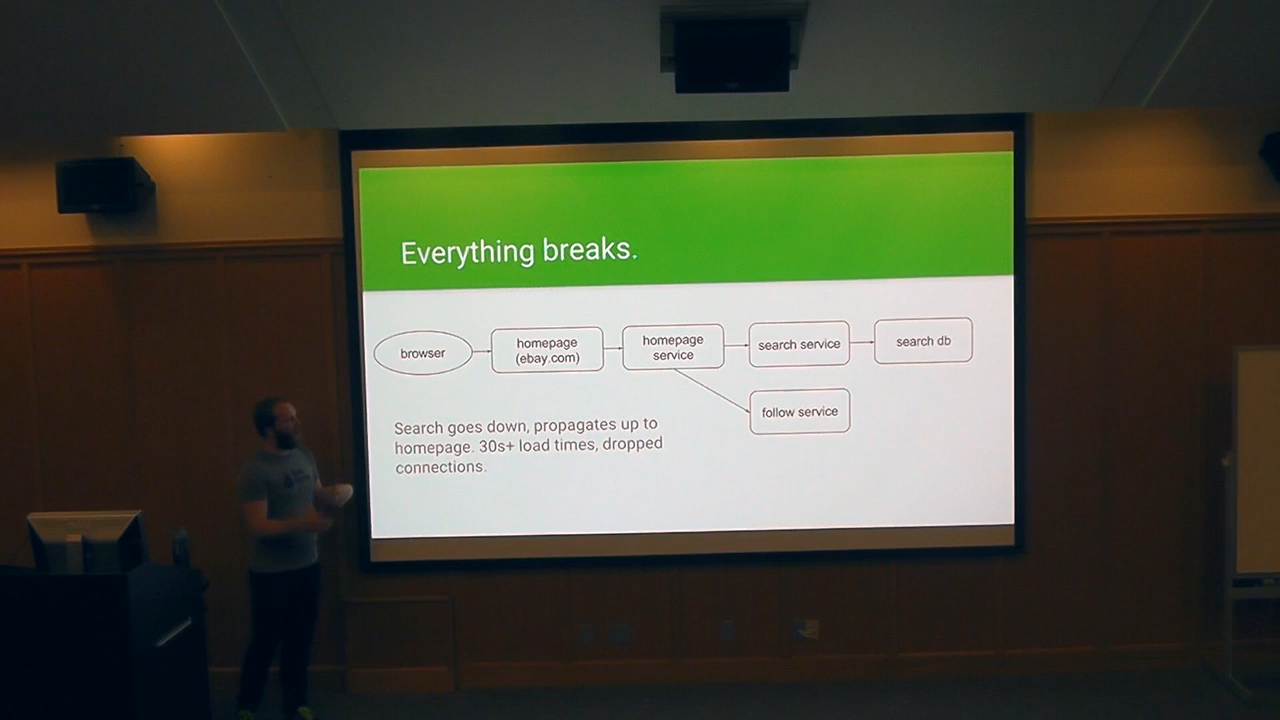 Everything breaks.
browser
homepage
(ebay.com)
homepage
service
search service
search db
follow service
Search goes down, propagates up to
homepage. 30s+ load times, dropped
connections.